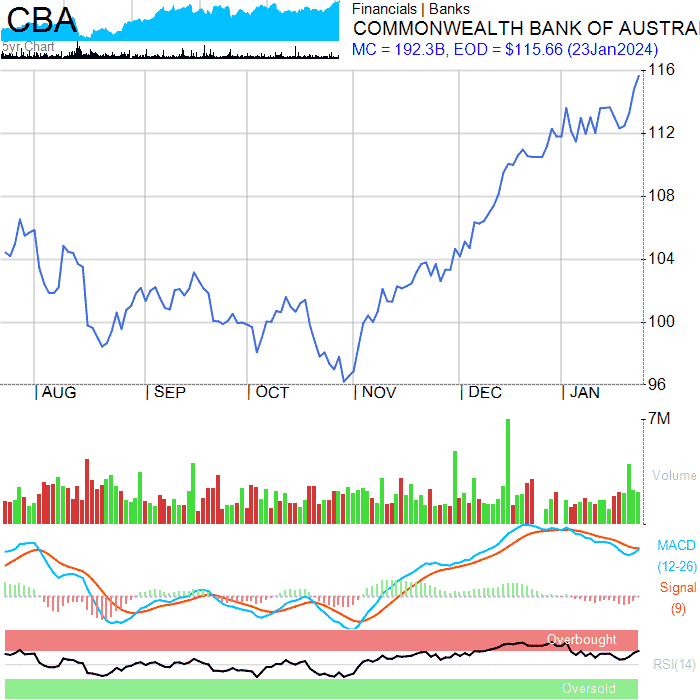 CBA
5yr Chart
Financials | Banks
COMMONWEALTH BANK OF AUSTRA
MC = 192.3B, EOD = $115.66 (23Jan2024)
116
112
108
104
100
96
AUG SEP OCT NOV DEC JAN
7M
Volume
MACD
(12-26)
Signal
(9)
Overbought
RSI(14)
Oversold